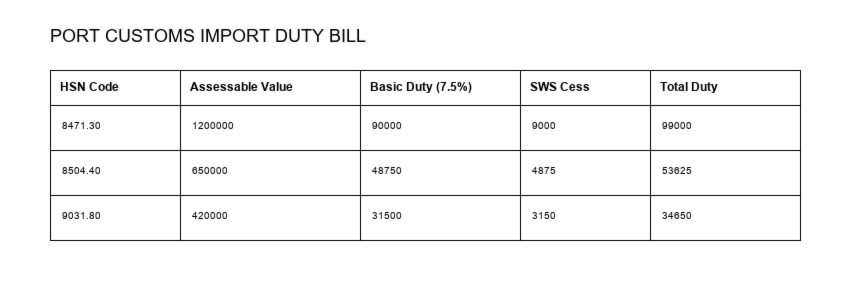 PORT CUSTOMS IMPORT DUTY BILL
HSN Code Assessable Value Basic Duty (7.5%) SWS Cess Total Duty
8471.30 1200000 90000 9000 99000
8504.40 650000 48750 4875 53625
9031.80 420000 31500 3150 34650